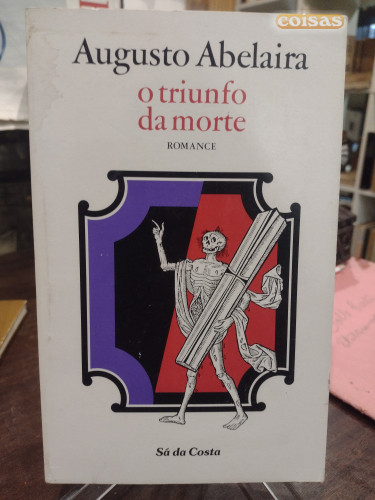 coisas
Augusto Abelaira
o triunfo
da morte
ROMANCE
Sá da Costa